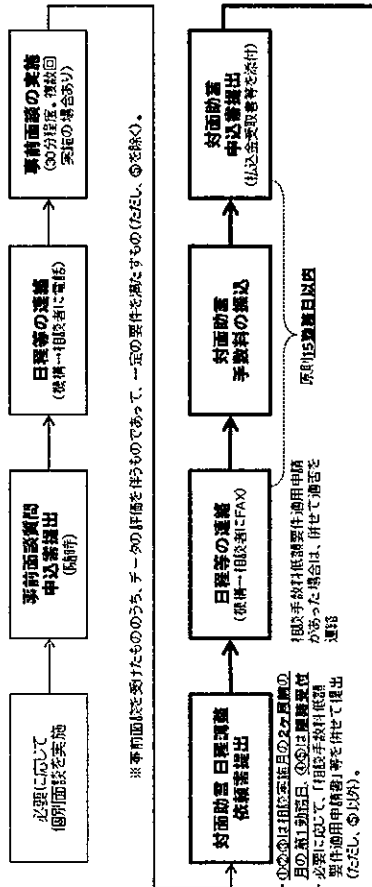 必要に応じて
個別面談を実施
事前面談質問
申込書提出
(随時)
日程等の連絡
(機構→相談者に電話)
事前面談の実施
(30分程度。複数回
実施の場合あり)
※事前面談を受けたもののうち、データの評価を伴うものであって、一定の要件を満たすもの(ただし、⑤を除く)。
対面助言 日程調整
依頼書提出
日程等の連絡
(機構→相談者にFAX)
対面助言
手数料の振込
対面助言
申込書提出
(払込金受取書等を添付)
・①②③は相談実施月の2ヶ月前の
月の第1勤務日、④⑤は随時受付
・必要に応じて、「相談手数料低額
要件適用申請書」等を併せて提出
(ただし、⑤以外)。
相談手数料低額要件適用申請
があった場合は、併せて適否を
連絡
原則15勤務日以内